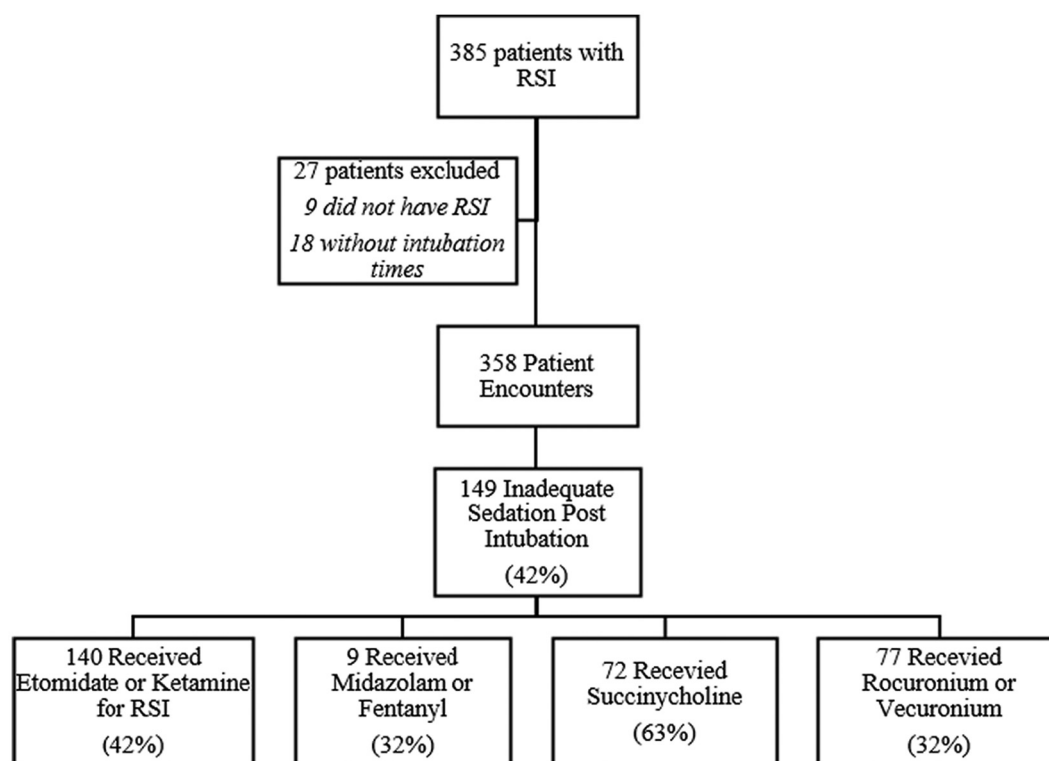 385 patients with
RSI
27 patients excluded
9 did not have RSI
18 without intubation
times
358 Patient
Encounters
149 Inadequate
Sedation Post
Intubation
(42%)
140 Received
Etomidate or Ketamine
for RSI
(42%)
9 Received
Midazolam or
Fentanyl
(32%)
72 Recevied
Succinycholine
(63%)
77 Recevied
Rocuronium or
Vecuronium
(32%)